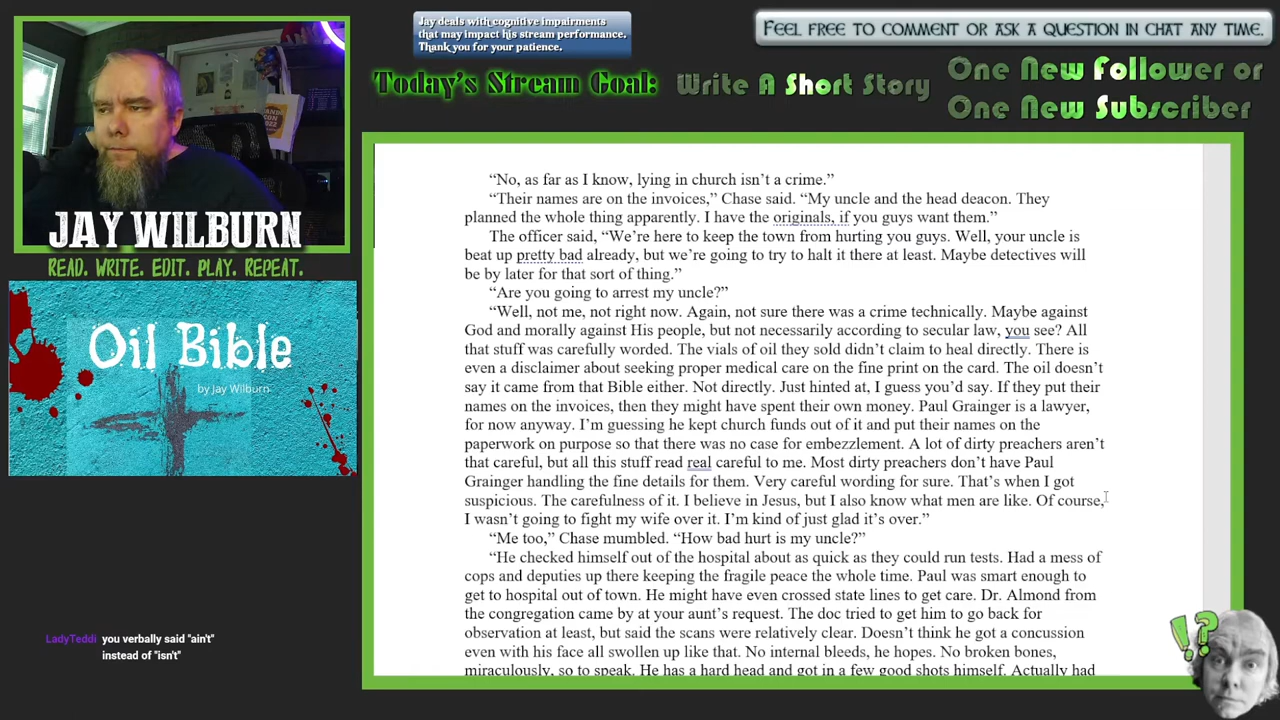 Jay deals with cognitive impairments
that may impact his stream performance.
Thank you for your patience.
Feel free to comment or ask a question in chat any time.
Today's Stream Goal:
Write A Short Story
One New Follower or
One New Subscriber
JAY WILBURN
READ. WRITE. EDIT. PLAY. REPEAT.
Oil Bible
by Jay Wilburn
LadyTeddi you verbally said "ain't"
instead of "isn't"
“No, as far as I know, lying in church isn’t a crime.”
“Their names are on the invoices,” Chase said. “My uncle and the head deacon. They
planned the whole thing apparently. I have the originals, if you guys want them.”
The officer said, “We’re here to keep the town from hurting you guys. Well, your uncle is
beat up pretty bad already, but we’re going to try to halt it there at least. Maybe detectives will
be by later for that sort of thing.”
“Are you going to arrest my uncle?”
“Well, not me, not right now. Again, not sure there was a crime technically. Maybe against
God and morally against His people, but not necessarily according to secular law, you see? All
that stuff was carefully worded. The vials of oil they sold didn’t claim to heal directly. There is
even a disclaimer about seeking proper medical care on the fine print on the card. The oil doesn’t
say it came from that Bible either. Not directly. Just hinted at, I guess you’d say. If they put their
names on the invoices, then they might have spent their own money. Paul Grainger is a lawyer,
for now anyway. I’m guessing he kept church funds out of it and put their names on the
paperwork on purpose so that there was no case for embezzlement. A lot of dirty preachers aren’t
that careful, but all this stuff read real careful to me. Most dirty preachers don’t have Paul
Grainger handling the fine details for them. Very careful wording for sure. That’s when I got
suspicious. The carefulness of it. I believe in Jesus, but I also know what men are like. Of course,
I wasn’t going to fight my wife over it. I’m kind of just glad it’s over.”
“Me too,” Chase mumbled. “How bad hurt is my uncle?”
“He checked himself out of the hospital about as quick as they could run tests. Had a mess of
cops and deputies up there keeping the fragile peace the whole time. Paul was smart enough to
get to hospital out of town. He might have even crossed state lines to get care. Dr. Almond from
the congregation came by at your aunt’s request. The doc tried to get him to go back for
observation at least, but said the scans were relatively clear. Doesn’t think he got a concussion
even with his face all swollen up like that. No internal bleeds, he hopes. No broken bones,
miraculously, so to speak. He has a hard head and got in a few good shots himself. Actually had